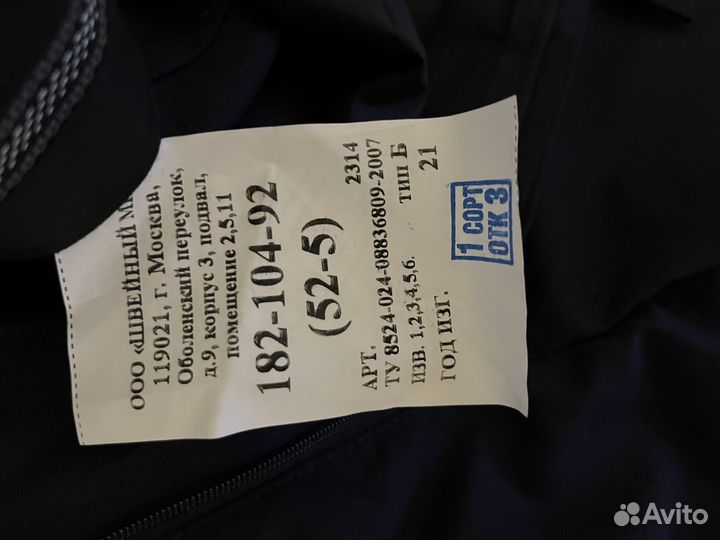 ООО «ШВЕЙНЫЙ
119021, г. Москва,
Оболенский переулок,
д.9, корпус 3, подвал,
помещение 2,5,11
182-104-92
(52-5)
АРТ. 2314
ТУ 8524-024-08836809-2007
ИЗВ. 1,2,3,4,5,6. ТИП Б
ГОД ИЗГ. 21
1 СОРТ
ОТК 3
Avito